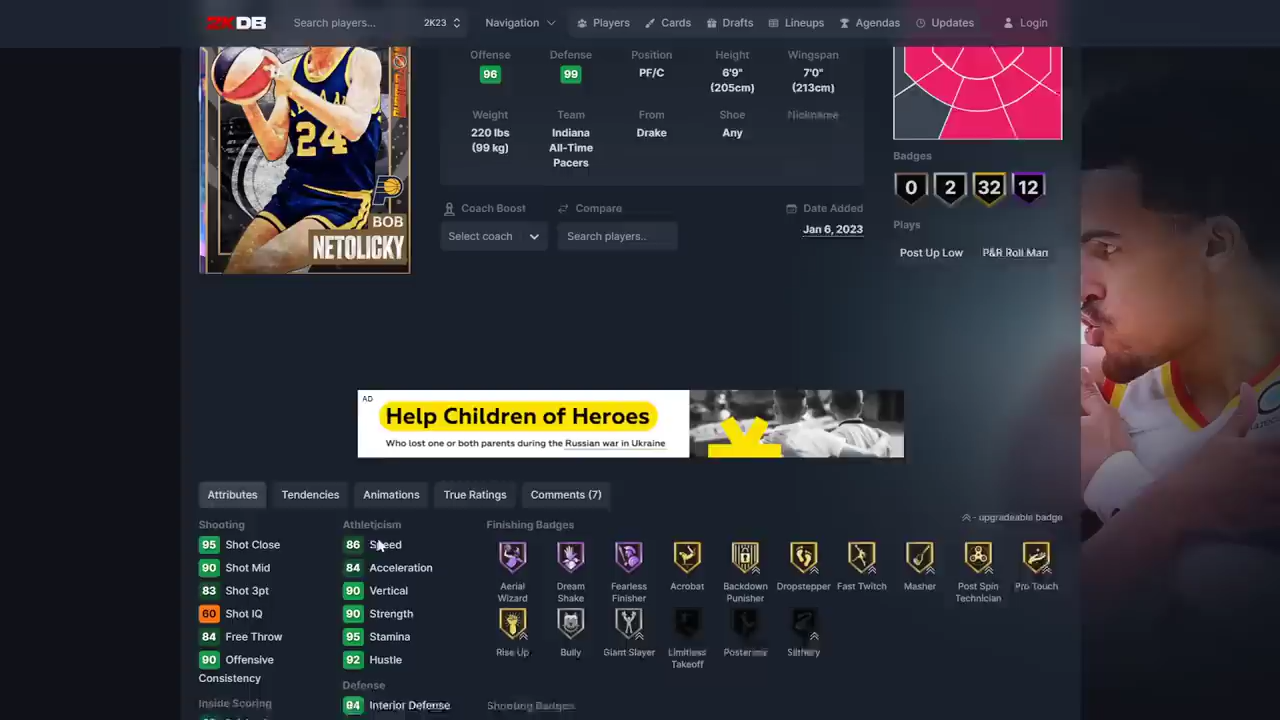 2KDB Search players... 2K23 Navigation Players Cards Drafts Lineups Agendas Updates Login
Offense Defense Position Height Wingspan
96 99 PF/C 6'9" 7'0"
(205cm) (213cm)
Weight Team From Shoe Nickname
220 lbs Indiana Drake Any
(99 kg) All-Time
Pacers
24
BOB
NETOLICKY
Coach Boost Compare Date Added
Select coach Search players.. Jan 6, 2023
Badges
0 2 32 12
Plays
Post Up Low P&R Roll Man
AD
Help Children of Heroes
Who lost one or both parents during the Russian war in Ukraine
Attributes Tendencies Animations True Ratings Comments (7)
- upgradeable badge
Shooting
95 Shot Close
90 Shot Mid
83 Shot 3pt
60 Shot IQ
84 Free Throw
90 Offensive
Consistency
Inside Scoring
Athleticism
86 Speed
84 Acceleration
90 Vertical
90 Strength
95 Stamina
92 Hustle
Defense
94 Interior Defense
Finishing Badges
Aerial Wizard
Dream Shake
Fearless Finisher
Acrobat
Backdown Punisher
Dropstepper
Fast Twitch
Masher
Post Spin Technician
Pro Touch
Rise Up
Bully
Giant Slayer
Limitless Takeoff
Posterizer
Slithery
Shooting Badges